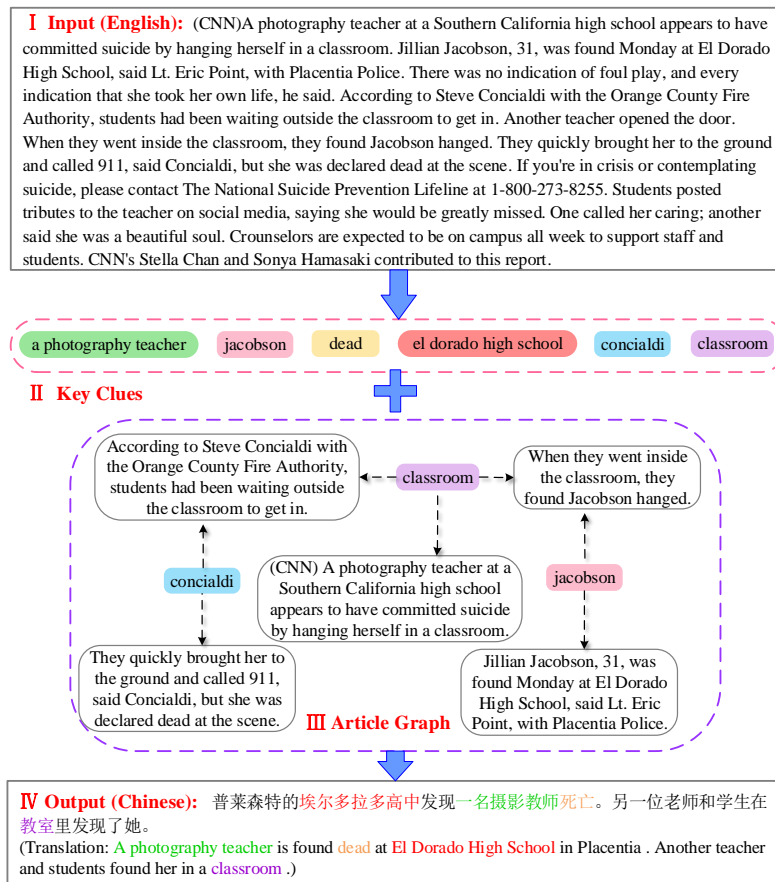 Ⅰ Input (English): (CNN)A photography teacher at a Southern California high school appears to have
committed suicide by hanging herself in a classroom. Jillian Jacobson, 31, was found Monday at El Dorado
High School, said Lt. Eric Point, with Placentia Police. There was no indication of foul play, and every
indication that she took her own life, he said. According to Steve Concialdi with the Orange County Fire
Authority, students had been waiting outside the classroom to get in. Another teacher opened the door.
When they went inside the classroom, they found Jacobson hanged. They quickly brought her to the ground
and called 911, said Concialdi, but she was declared dead at the scene. If you're in crisis or contemplating
suicide, please contact The National Suicide Prevention Lifeline at 1-800-273-8255. Students posted
tributes to the teacher on social media, saying she would be greatly missed. One called her caring; another
said she was a beautiful soul. Crounselors are expected to be on campus all week to support staff and
students. CNN's Stella Chan and Sonya Hamasaki contributed to this report.
a photography teacher jacobson dead el dorado high school concialdi classroom
Ⅱ Key Clues
According to Steve Concialdi with
the Orange County Fire Authority,
students had been waiting outside
the classroom to get in.
classroom
When they went inside
the classroom, they
found Jacobson hanged.
concialdi
(CNN) A photography teacher at a
Southern California high school
appears to have committed suicide
by hanging herself in a classroom.
jacobson
They quickly brought her to
the ground and called 911,
said Concialdi, but she was
declared dead at the scene.
Jillian Jacobson, 31, was
found Monday at El Dorado
High School, said Lt. Eric
Point, with Placentia Police.
Ⅲ Article Graph
Ⅳ Output (Chinese): 普莱森特的埃尔多拉多高中发现一名摄影教师死亡。另一位老师和学生在
教室里发现了她。
(Translation: A photography teacher is found dead at El Dorado High School in Placentia . Another teacher
and students found her in a classroom .)